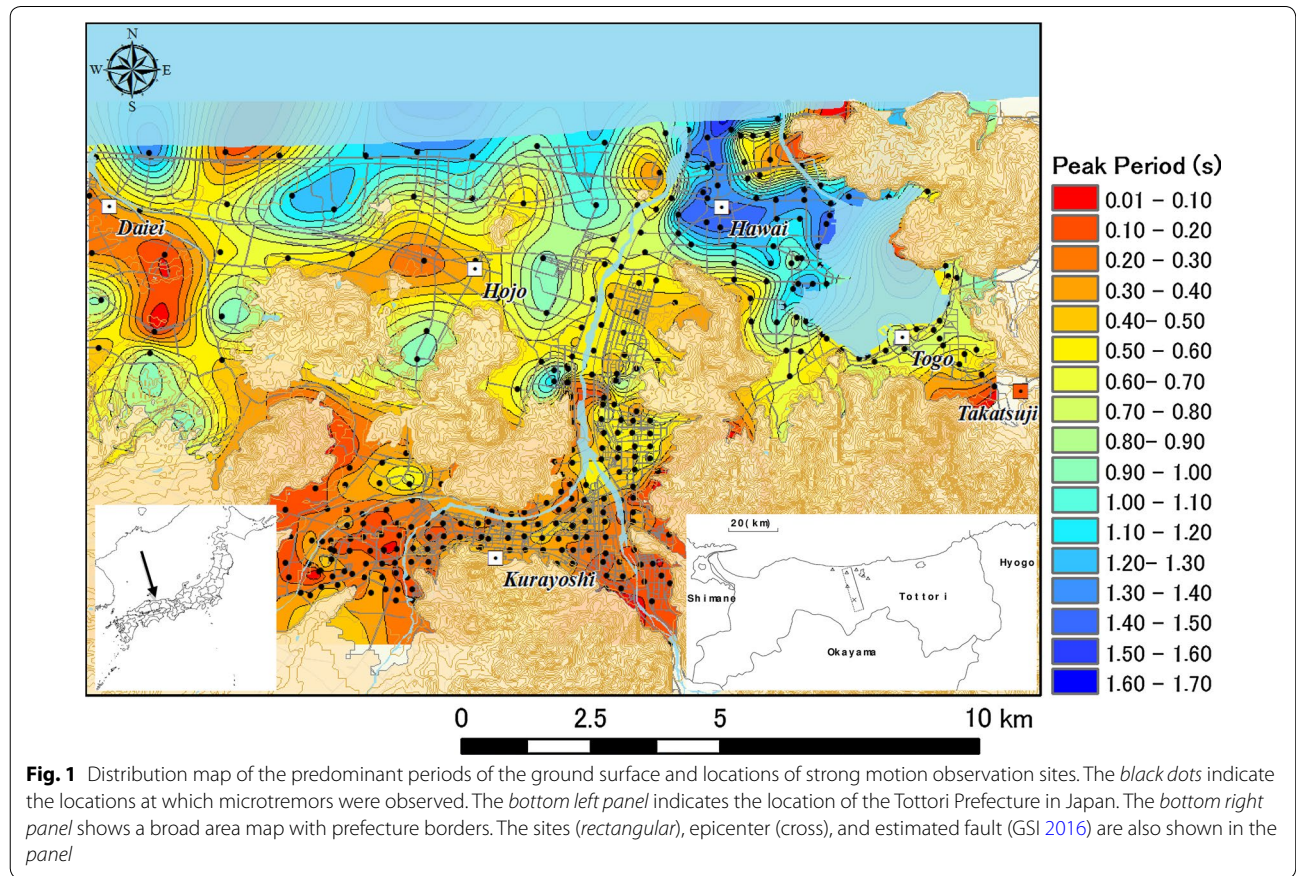 N
W E
S
Daiei
Hawai
Hojo
Togo
Takatsuji
Kurayoshi
20(km)
Hyogo
Shimane
Tottori
Okayama
Peak Period (s)
0.01 – 0.10
0.10 – 0.20
0.20 – 0.30
0.30 – 0.40
0.40– 0.50
0.50 – 0.60
0.60– 0.70
0.70 – 0.80
0.80– 0.90
0.90 – 1.00
1.00 – 1.10
1.10 – 1.20
1.20– 1.30
1.30 – 1.40
1.40 – 1.50
1.50 – 1.60
1.60 – 1.70
0 2.5 5 10 km
Fig. 1 Distribution map of the predominant periods of the ground surface and locations of strong motion observation sites. The black dots indicate
the locations at which microtremors were observed. The bottom left panel indicates the location of the Tottori Prefecture in Japan. The bottom right
panel shows a broad area map with prefecture borders. The sites (rectangular), epicenter (cross), and estimated fault (GSI 2016) are also shown in the
panel